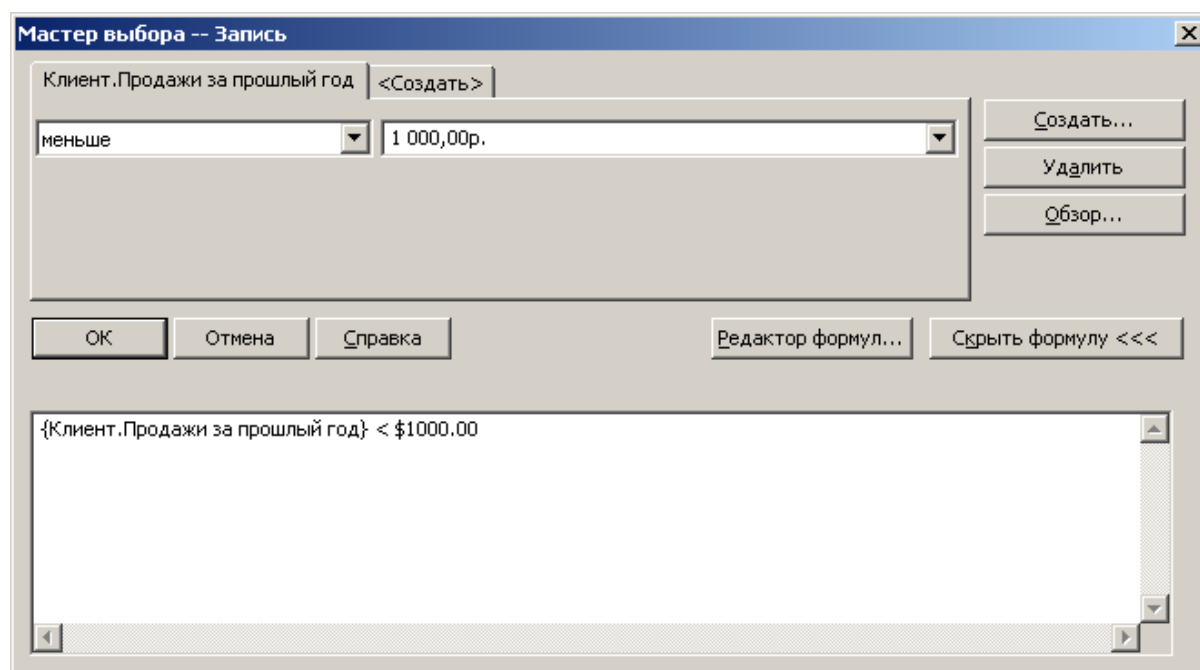 Мастер выбора -- Запись
Клиент.Продажи за прошлый год
<Создать>
меньше
1 000,00р.
Создать...
Удалить
Обзор...
OK
Отмена
Справка
Редактор формул...
Скрыть формулу <<<
{Клиент.Продажи за прошлый год} < $1000.00